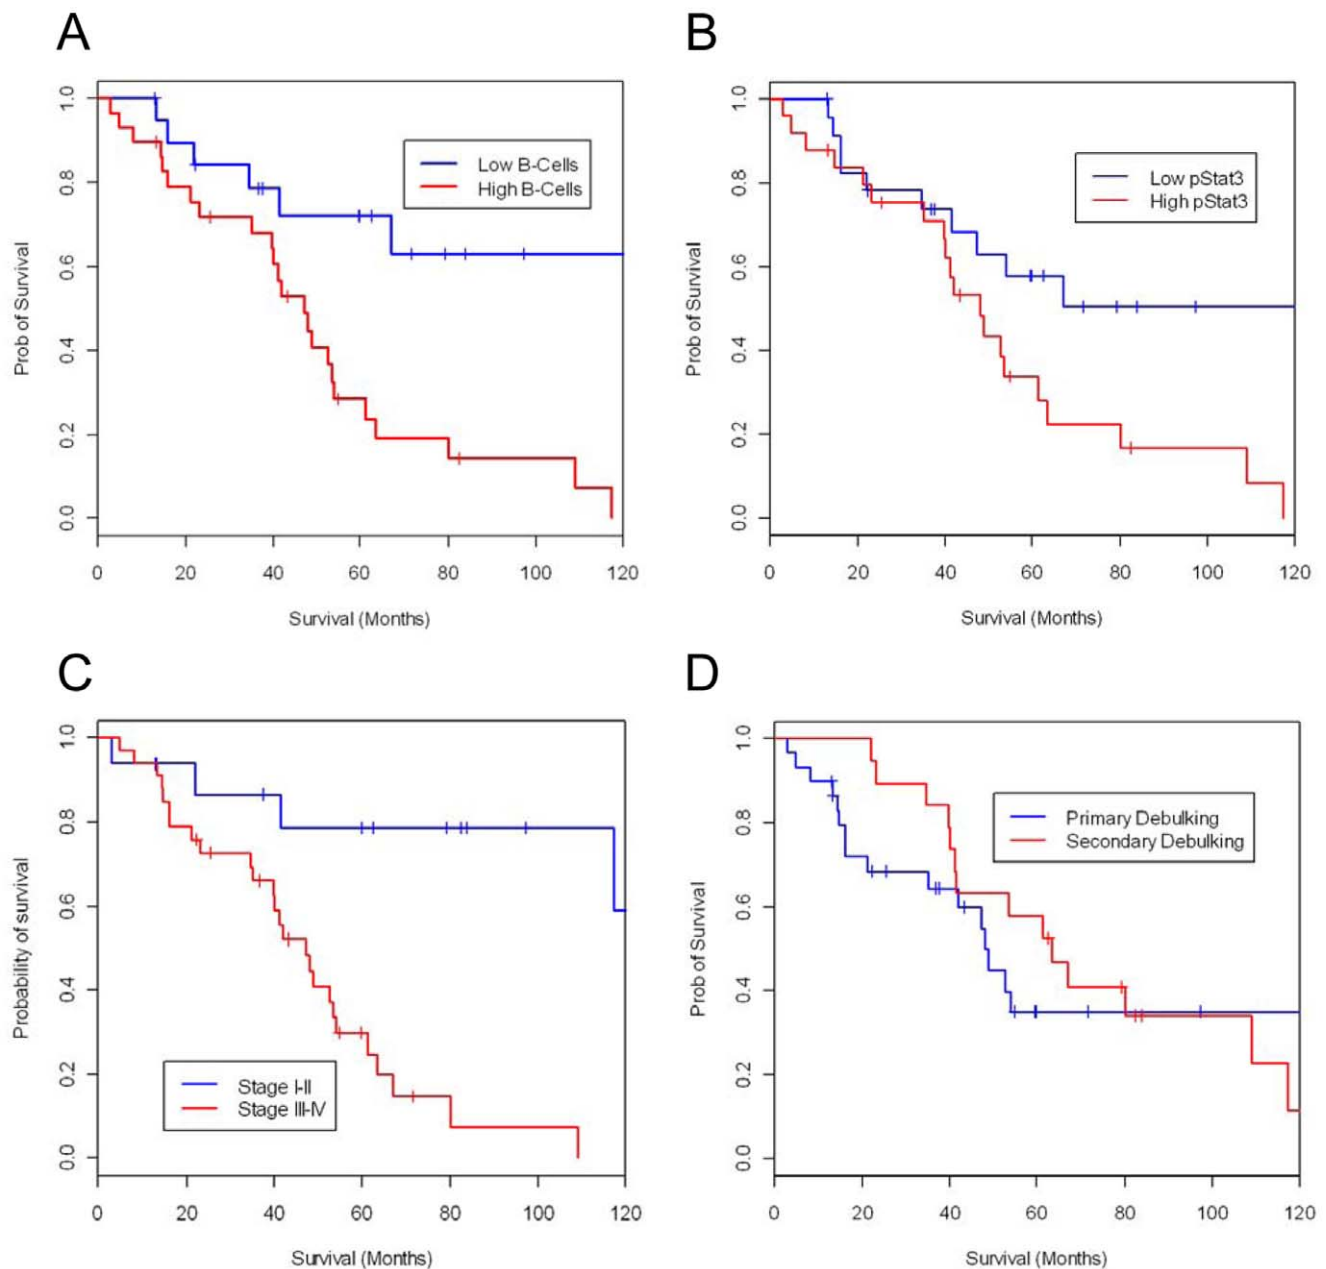 A
B
1.0
0.8
0.6
0.4
0.2
0.0
Prob of Survival
Low B-Cells
High B-Cells
0 20 40 60 80 100 120
Survival (Months)
1.0
0.8
0.6
0.4
0.2
0.0
Prob of Survival
Low pStat3
High pStat3
0 20 40 60 80 100 120
Survival (Months)
C
D
1.0
0.8
0.6
0.4
0.2
0.0
Probability of survival
Stage I-II
Stage III-IV
0 20 40 60 80 100 120
Survival (Months)
1.0
0.8
0.6
0.4
0.2
0.0
Prob of Survival
Primary Debulking
Secondary Debulking
0 20 40 60 80 100 120
Survival (Months)